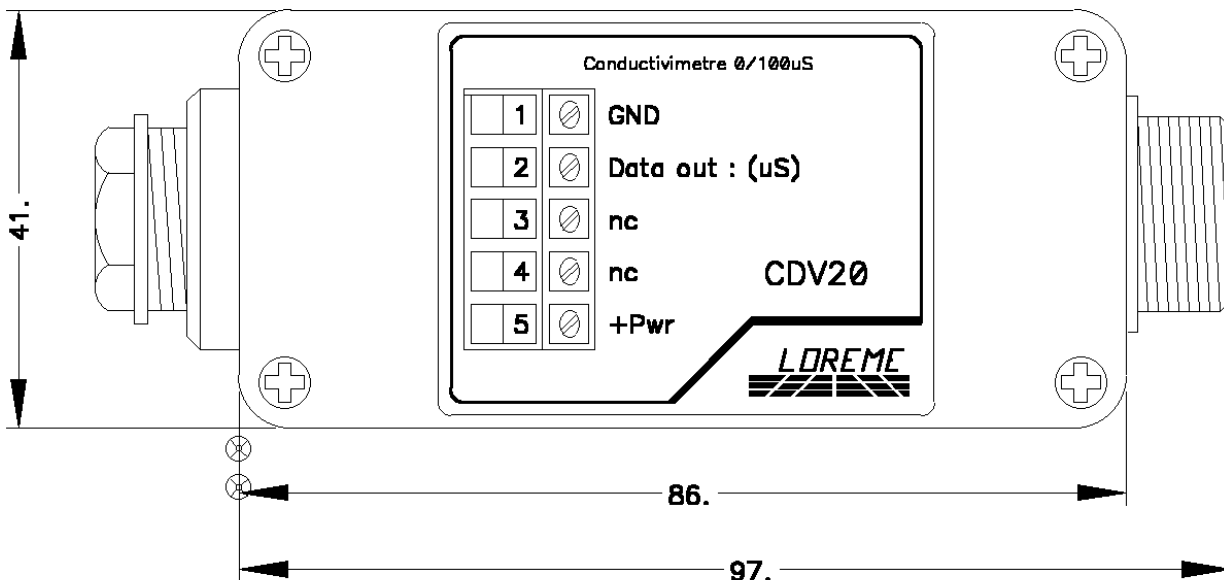 Conductivimetre 0/100uS
1 GND
2 Data out : (uS)
3 nc
4 nc
5 +Pwr
CDV20
LOREME
41.
86.
97.